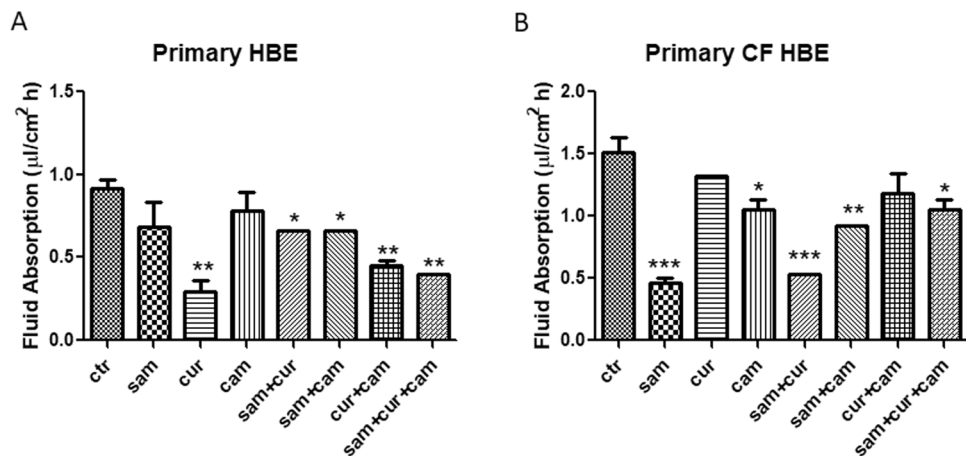 A
Primary HBE
Fluid Absorption (µl/cm² h)
1.5
1.0
0.5
0.0
**
*
*
**
**
ctr
sam
cur
cam
sam+cur
sam+cam
cur+cam
sam+cur+cam
B
Primary CF HBE
Fluid Absorption (µl/cm² h)
2.0
1.5
1.0
0.5
0.0
***
*
***
**
*
ctr
sam
cur
cam
sam+cur
sam+cam
cur+cam
sam+cur+cam